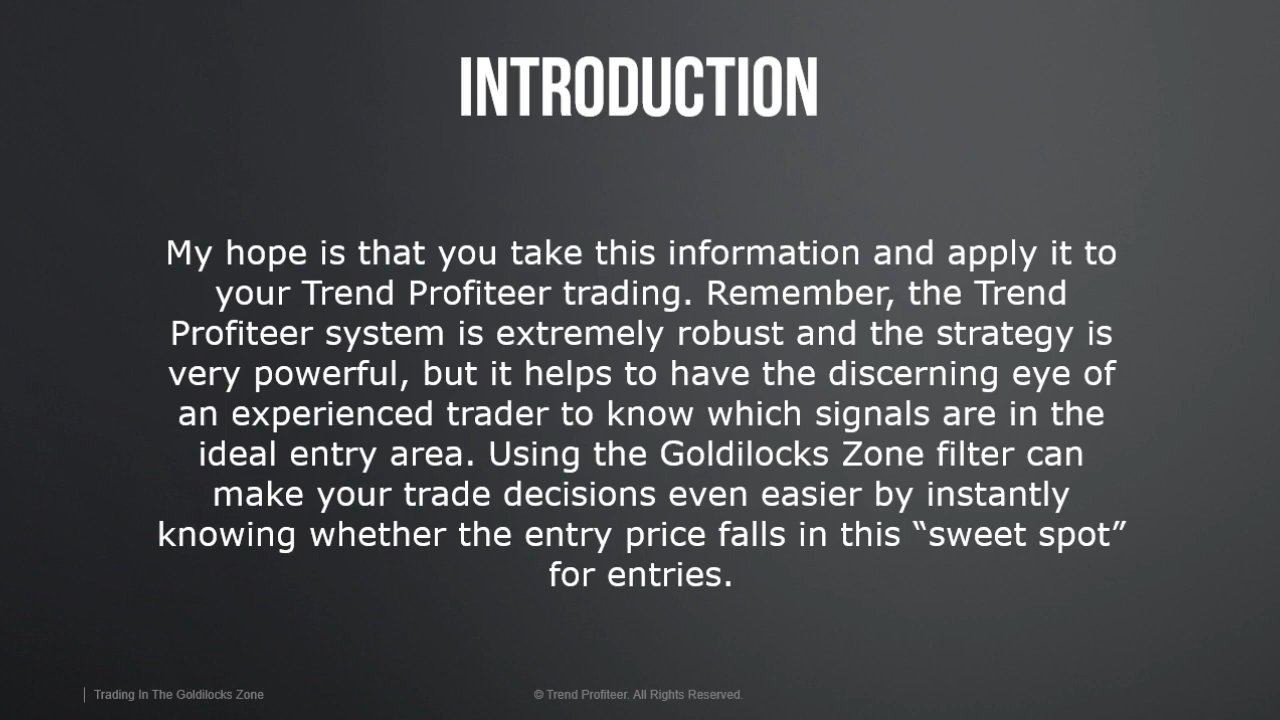 INTRODUCTION
My hope is that you take this information and apply it to
your Trend Profiteer trading. Remember, the Trend
Profiteer system is extremely robust and the strategy is
very powerful, but it helps to have the discerning eye of
an experienced trader to know which signals are in the
ideal entry area. Using the Goldilocks Zone filter can
make your trade decisions even easier by instantly
knowing whether the entry price falls in this “sweet spot”
for entries.
Trading In The Goldilocks Zone
© Trend Profiteer. All Rights Reserved.